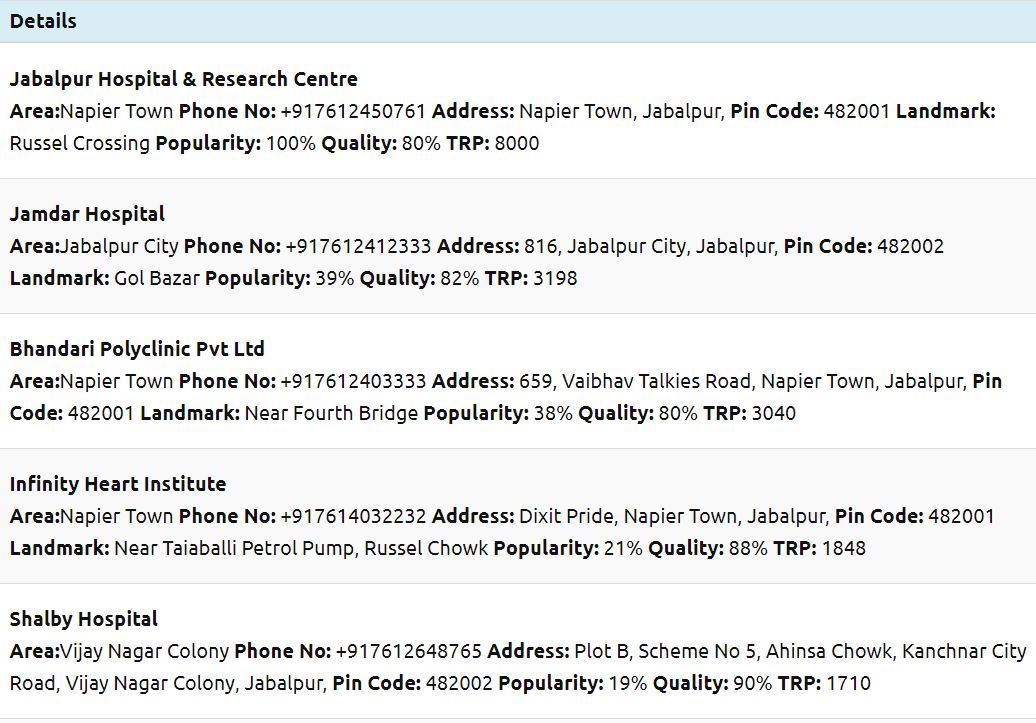 Details
Jabalpur Hospital & Research Centre
Area:Napier Town Phone No: +917612450761 Address: Napier Town, Jabalpur, Pin Code: 482001 Landmark:
Russel Crossing Popularity: 100% Quality: 80% TRP: 8000
Jamdar Hospital
Area:Jabalpur City Phone No: +917612412333 Address: 816, Jabalpur City, Jabalpur, Pin Code: 482002
Landmark: Gol Bazar Popularity: 39% Quality: 82% TRP: 3198
Bhandari Polyclinic Pvt Ltd
Area:Napier Town Phone No: +917612403333 Address: 659, Vaibhav Talkies Road, Napier Town, Jabalpur, Pin
Code: 482001 Landmark: Near Fourth Bridge Popularity: 38% Quality: 80% TRP: 3040
Infinity Heart Institute
Area:Napier Town Phone No: +917614032232 Address: Dixit Pride, Napier Town, Jabalpur, Pin Code: 482001
Landmark: Near Taiaballi Petrol Pump, Russel Chowk Popularity: 21% Quality: 88% TRP: 1848
Shalby Hospital
Area:Vijay Nagar Colony Phone No: +917612648765 Address: Plot B, Scheme No 5, Ahinsa Chowk, Kanchnar City
Road, Vijay Nagar Colony, Jabalpur, Pin Code: 482002 Popularity: 19% Quality: 90% TRP: 1710